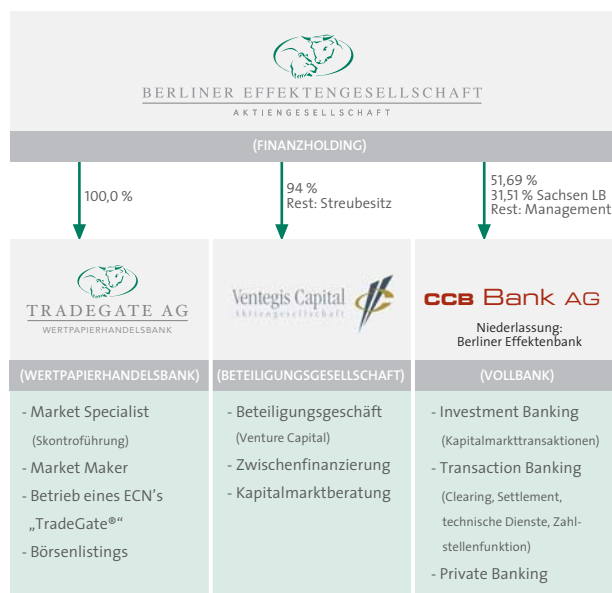 BERLINER EFFEKTENGESELLSCHAFT
AKTIENGESELLSCHAFT
(FINANZHOLDING)
100,0 %
94 %
Rest: Streubesitz
51,69 %
31,51 % Sachsen LB
Rest: Management
TRADEGATE AG
WERTPAPIERHANDELSBANK
(WERTPAPIERHANDELSBANK)
- Market Specialist
(Skontroführung)
- Market Maker
- Betrieb eines ECN's
„TradeGate®“
- Börsenlistings
Ventegis Capital
Aktiengesellschaft
(BETEILIGUNGSGESELLSCHAFT)
- Beteiligungsgeschäft
(Venture Capital)
- Zwischenfinanzierung
- Kapitalmarktberatung
CCB Bank AG
Niederlassung:
Berliner Effektenbank
(VOLLBANK)
- Investment Banking
(Kapitalmarkttransaktionen)
- Transaction Banking
(Clearing, Settlement,
technische Dienste, Zahl-
stellenfunktion)
- Private Banking